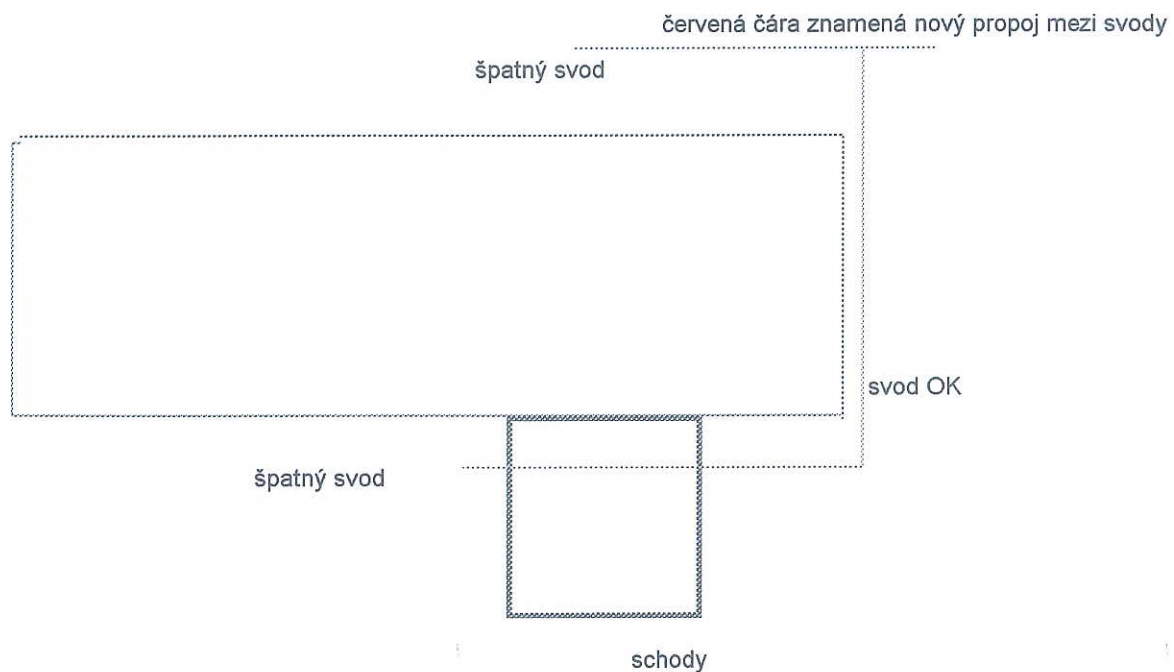 červená čára znamená nový propoj mezi svody
špatný svod
svod OK
špatný svod
schody